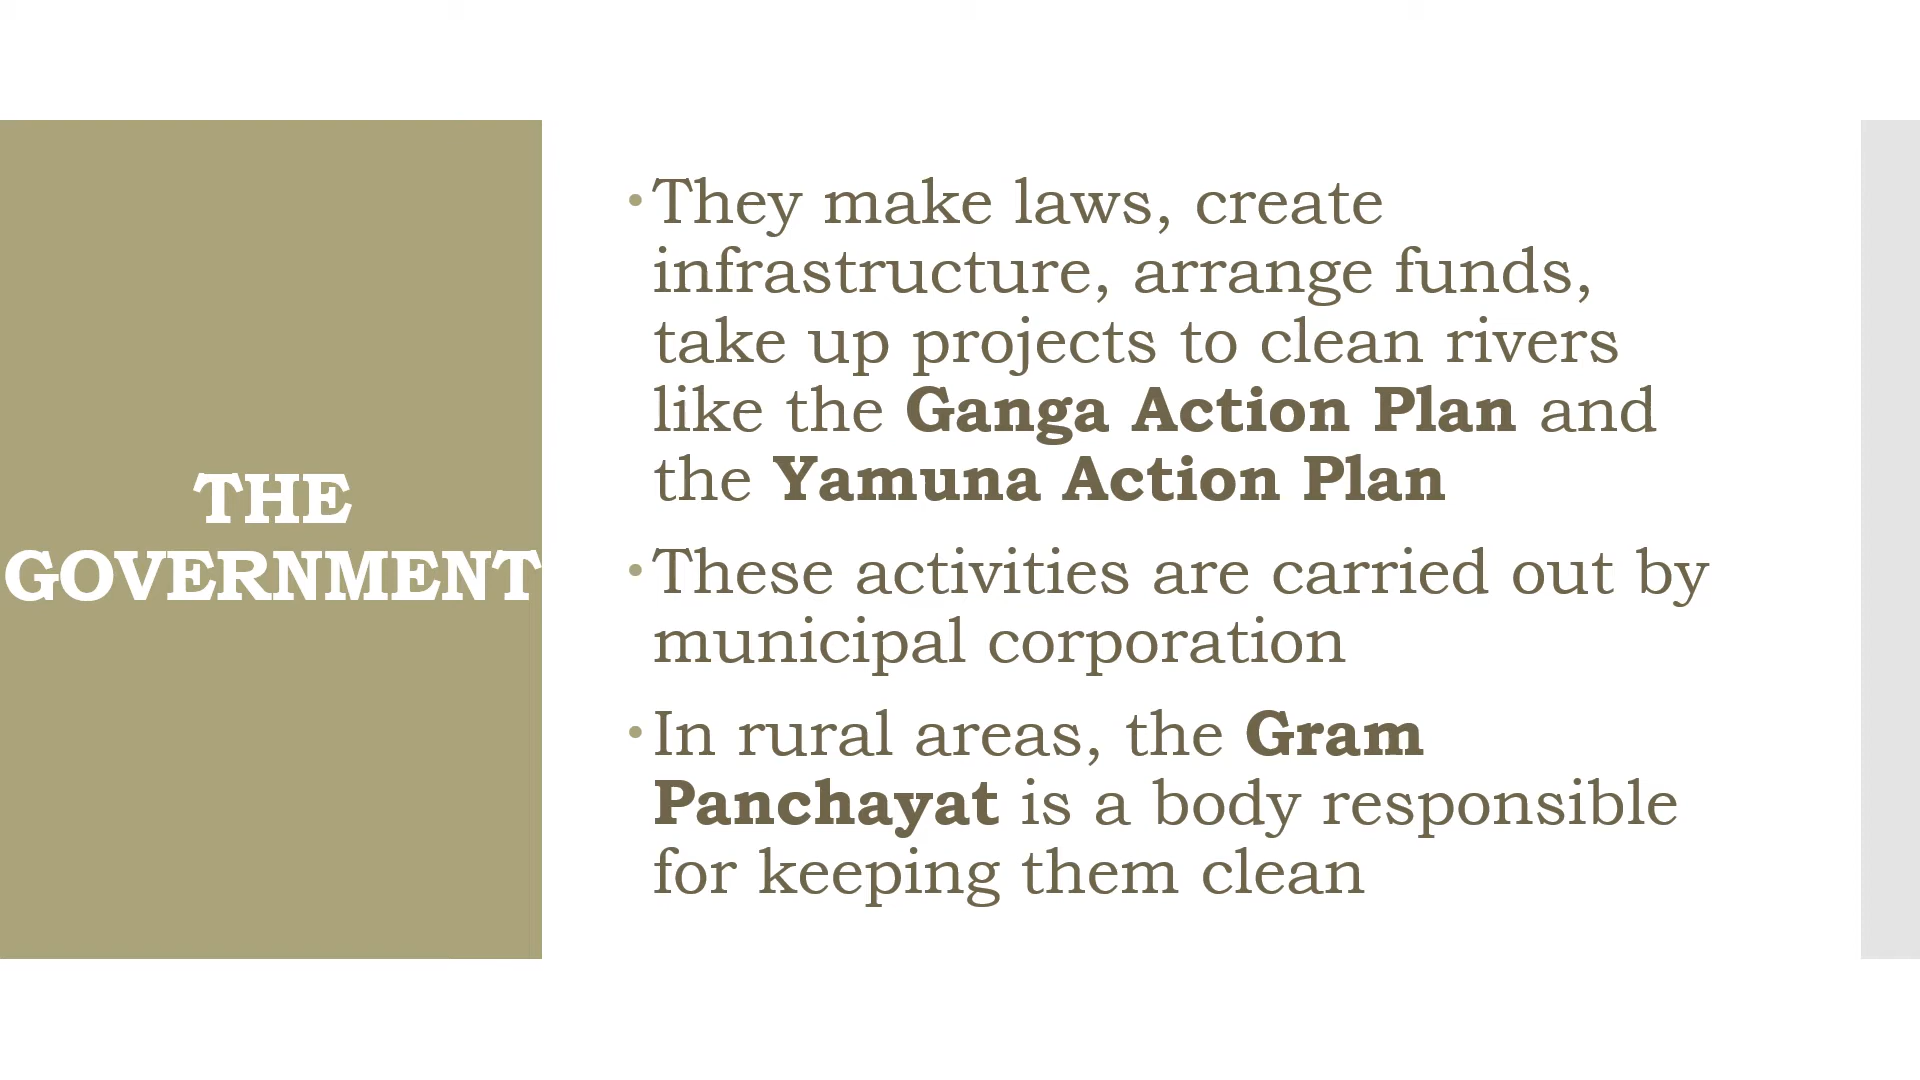 THE
GOVERNMENT
•They make laws, create
infrastructure, arrange funds,
take up projects to clean rivers
like the Ganga Action Plan and
the Yamuna Action Plan
•These activities are carried out by
municipal corporation
•In rural areas, the Gram
Panchayat is a body responsible
for keeping them clean